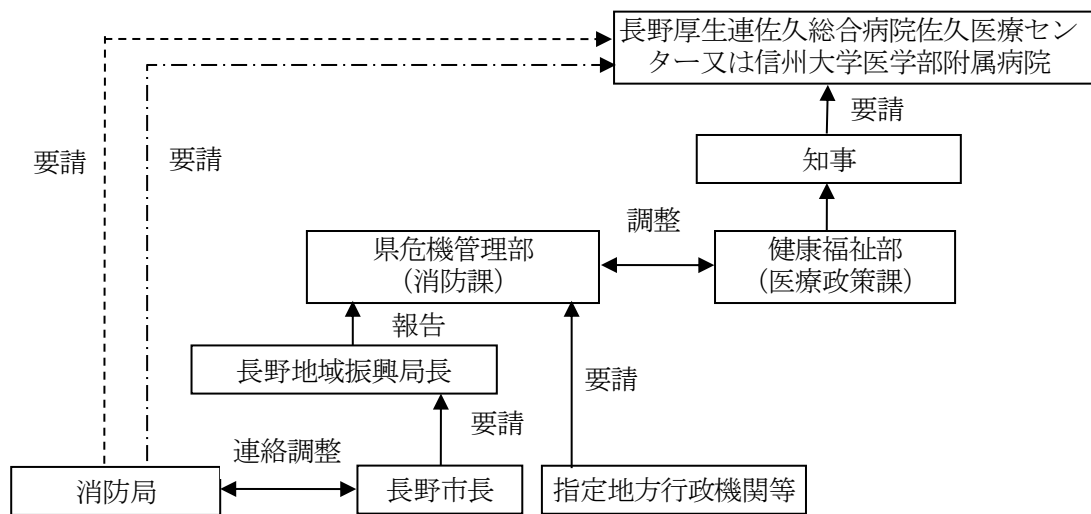 長野厚生連佐久総合病院佐久医療セン
ター又は信州大学医学部附属病院
要請
要請
要請
知事
調整
県危機管理部
（消防課）
健康福祉部
（医療政策課）
報告
長野地域振興局長
要請
要請
連絡調整
消防局
長野市長
指定地方行政機関等